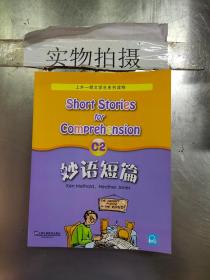 实物拍摄
上外—朗文学生系列读物
Short Stories
for
Comprehension
C2
妙语短篇
Ken Methold, Heather Jones